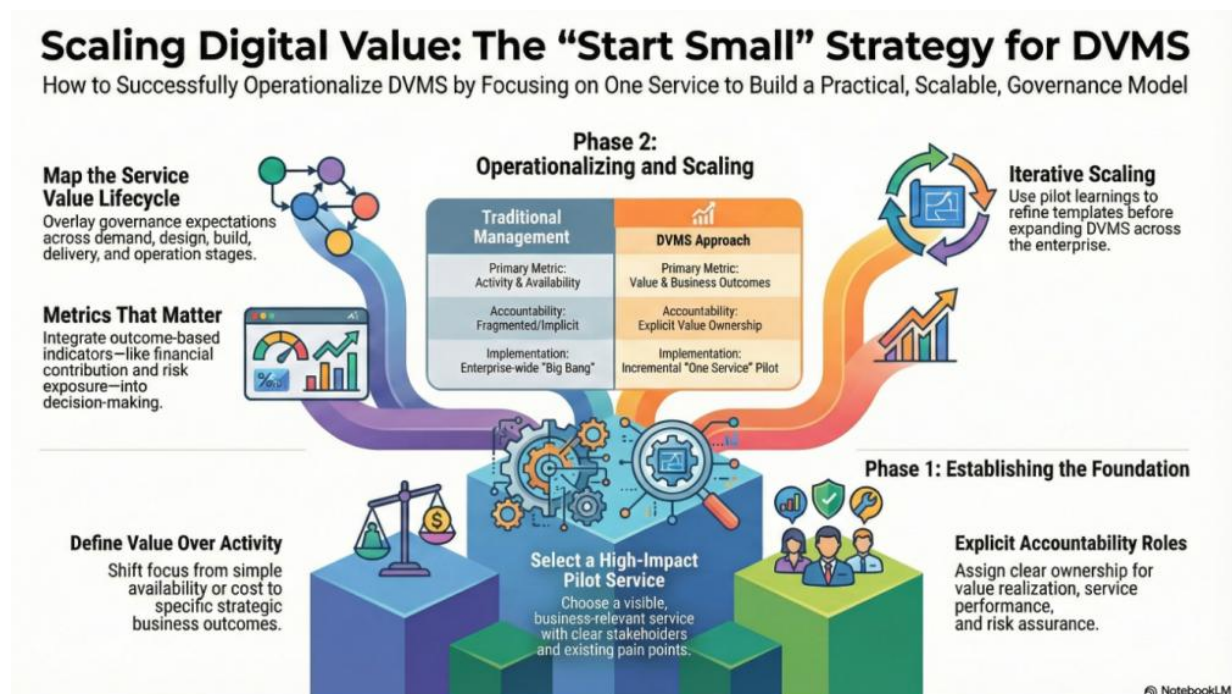 Scaling Digital Value: The “Start Small” Strategy for DVMS
How to Successfully Operationalize DVMS by Focusing on One Service to Build a Practical, Scalable, Governance Model
Phase 2:
Operationalizing and Scaling
Map the Service
Value Lifecycle
Overlay governance expectations
across demand, design, build,
delivery, and operation stages.
Metrics That Matter
Integrate outcome-based
indicators—like financial
contribution and risk
exposure—into
decision-making.
Traditional
Management
Primary Metric:
Activity & Availability
Accountability:
Fragmented/Implicit
Implementation:
Enterprise-wide "Big Bang"
DVMS Approach
Primary Metric:
Value & Business Outcomes
Accountability:
Explicit Value Ownership
Implementation:
Incremental "One Service" Pilot
Iterative Scaling
Use pilot learnings to
refine templates before
expanding DVMS across
the enterprise.
Phase 1: Establishing the Foundation
Define Value Over Activity
Shift focus from simple
availability or cost to
specific strategic
business outcomes.
$
Select a High-Impact
Pilot Service
Choose a visible,
business-relevant service
with clear stakeholders
and existing pain points.
Explicit Accountability Roles
Assign clear ownership for
value realization, service
performance,
and risk assurance.
NotebookLM